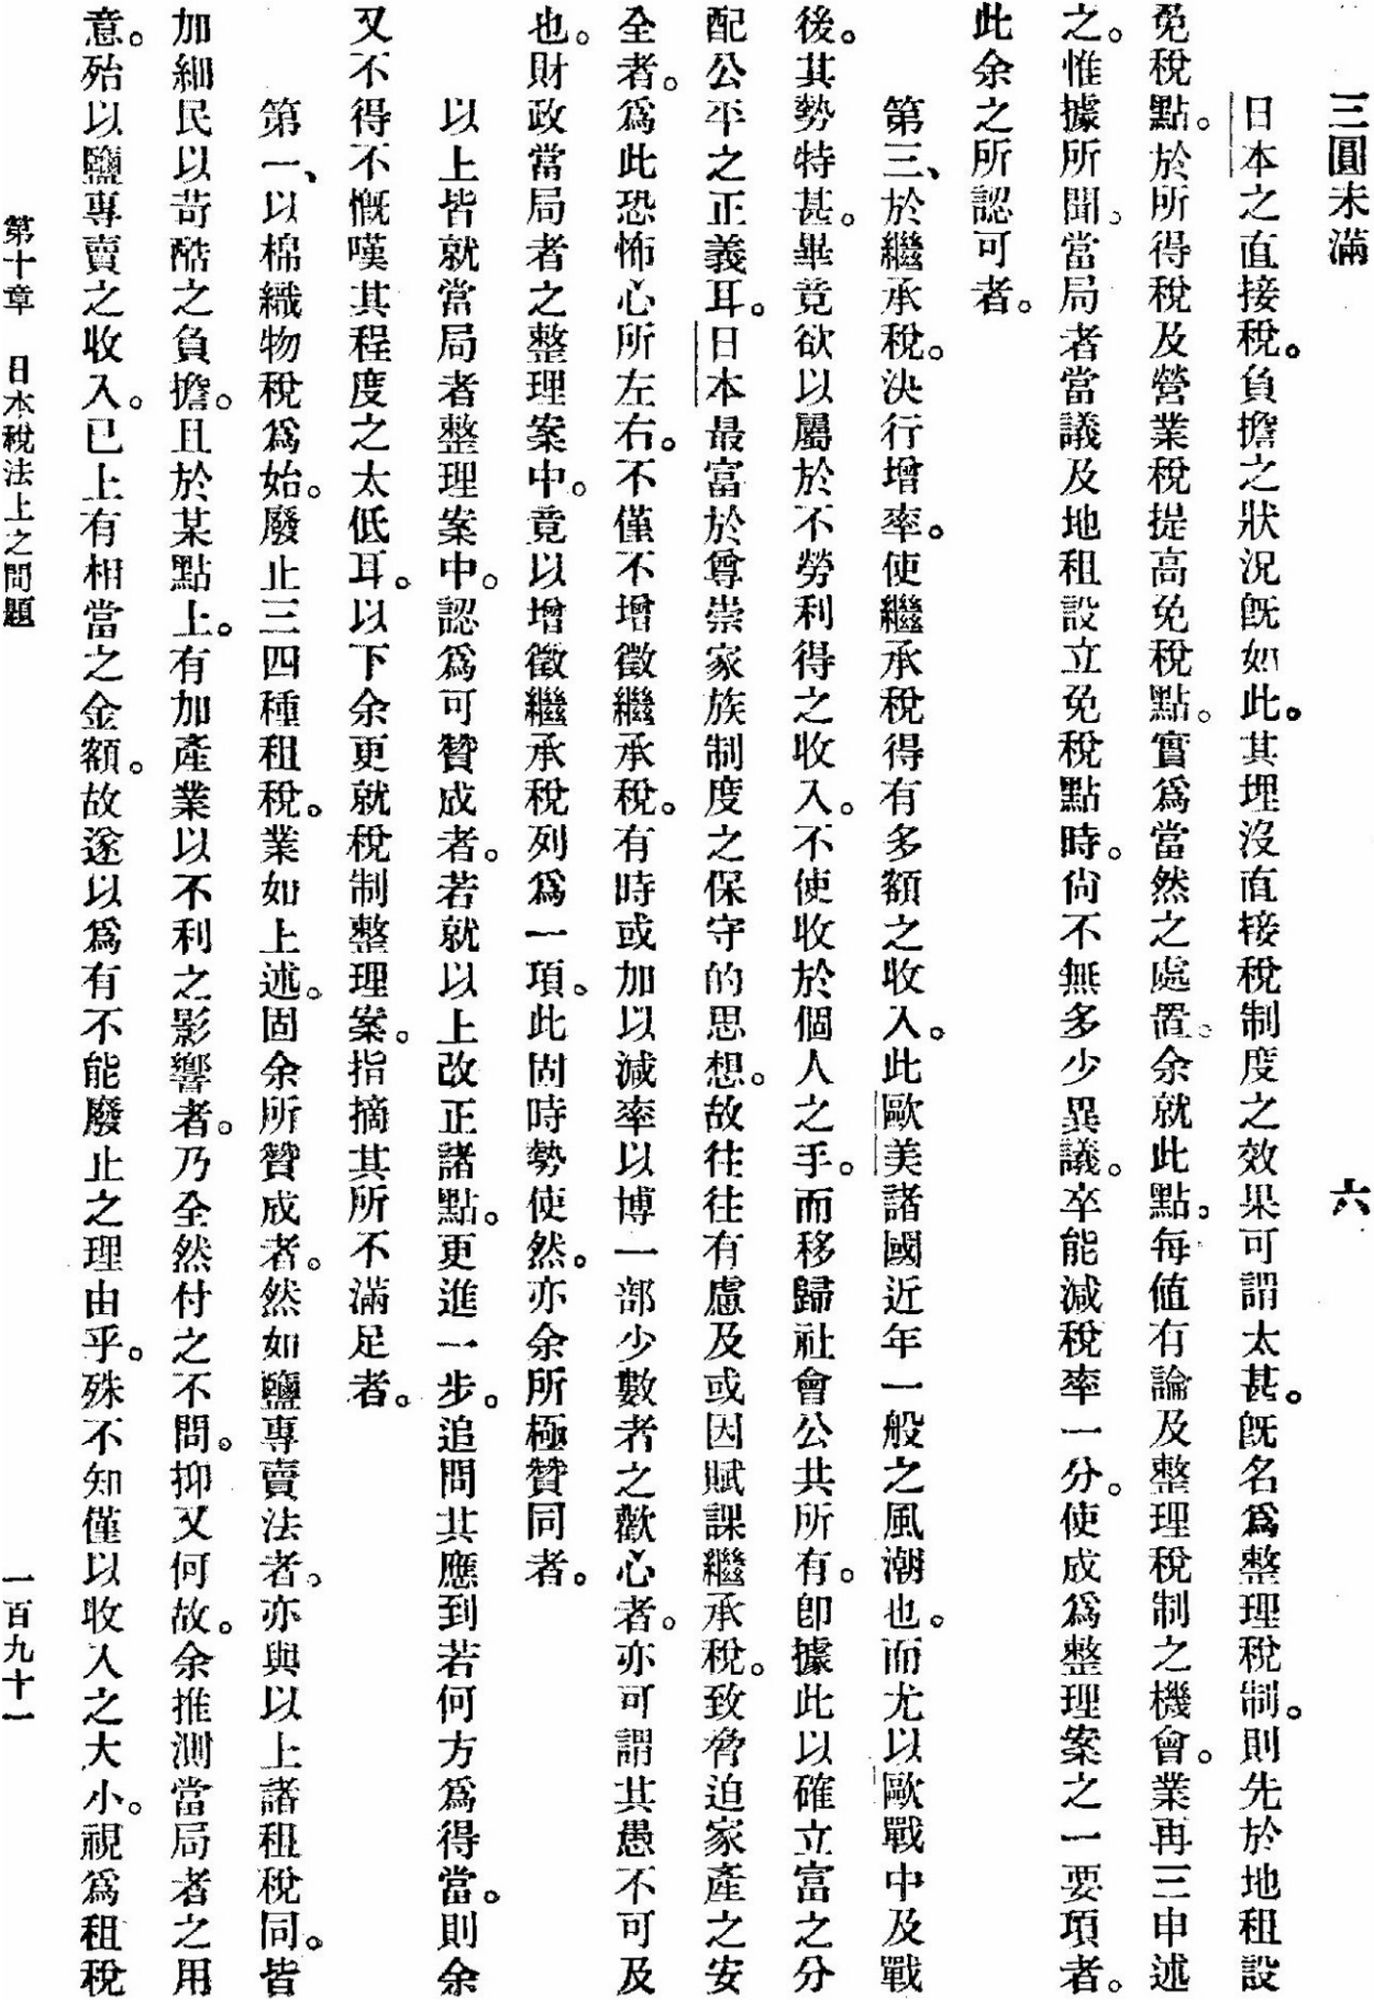 三圓未滿　六
日本之直接稅。負擔之狀況旣如此。其埋沒直接稅制度之效果可謂太甚。旣名爲整理稅制。則先於地租設
免稅點。於所得稅及營業稅提高免稅點。實爲當然之處置。余就此點。每値有論及整理稅制之機會。業再三申述
之。惟據所聞。當局者當議及地租設立免稅點時。尙不無多少異議。卒能減稅率一分。使成爲整理案之一要項者。
此余之所認可者。
第三、於繼承稅。決行增率。使繼承稅得有多額之收入。此歐美諸國近年一般之風潮也。而尤以歐戰中及戰
後。其勢特甚。畢竟欲以屬於不勞利得之收入。不使收於個人之手。而移歸社會公共所有。卽據此以確立富之分
配公平之正義耳。日本最富於尊崇家族制度之保守的思想。故往往有慮及或因賦課繼承稅。致脅迫家產之安
全者。爲此恐怖心所左右。不僅不增徵繼承稅。有時或加以減率以博一部少數者之歡心者。亦可謂其愚不可及
也。財政當局者之整理案中。竟以增徵繼承稅列爲一項。此固時勢使然。亦余所極贊同者。
以上皆就當局者整理案中。認爲可贊成者。若就以上改正諸點。更進一步。追問其應到若何方爲得當。則余
又不得不慨嘆其程度之太低耳。以下余更就稅制整理案。指摘其所不滿足者。
第一、以棉織物稅爲始。廢止三四種租稅。業如上述。固余所贊成者。然如鹽專賣法者。亦與以上諸租稅同。皆
加細民以苛酷之負擔。且於某點上。有加產業以不利之影響者。乃全然付之不問。抑又何故。余推測當局者之用
意。殆以鹽專賣之收入。已上有相當之金額。故遂以爲有不能廢止之理由乎。殊不知僅以收入之大小。視爲租稅
第十章　日本稅法上之問題　一百九十一